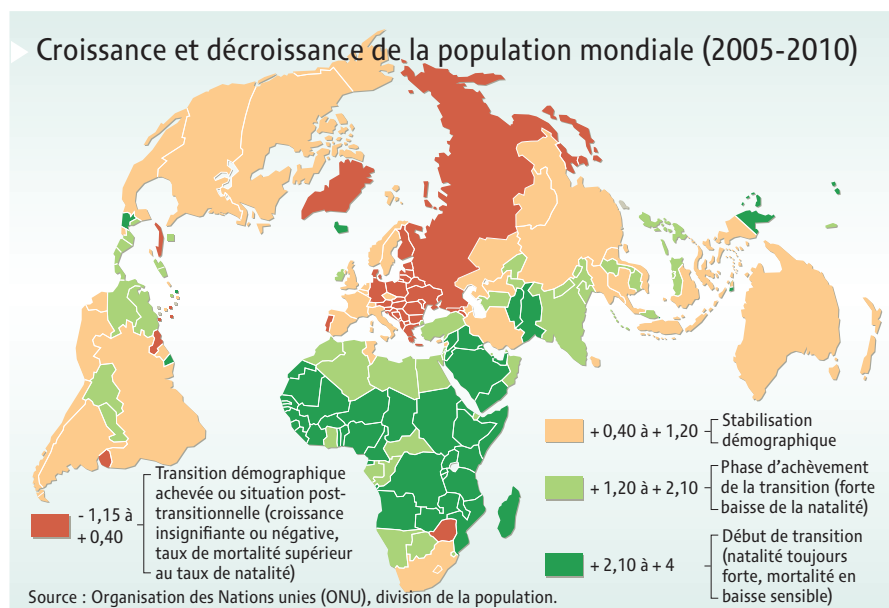 Croissance et décroissance de la population mondiale (2005-2010)
- 1,15 à
+ 0,40
Transition démographique
achevée ou situation post-
transitionnelle (croissance
insignifiante ou négative,
taux de mortalité supérieur
au taux de natalité)
+ 0,40 à + 1,20
Stabilisation
démographique
+ 1,20 à + 2,10
Phase d'achèvement
de la transition (forte
baisse de la natalité)
+ 2,10 à + 4
Début de transition
(natalité toujours
forte, mortalité en
baisse sensible)
Source : Organisation des Nations unies (ONU), division de la population.